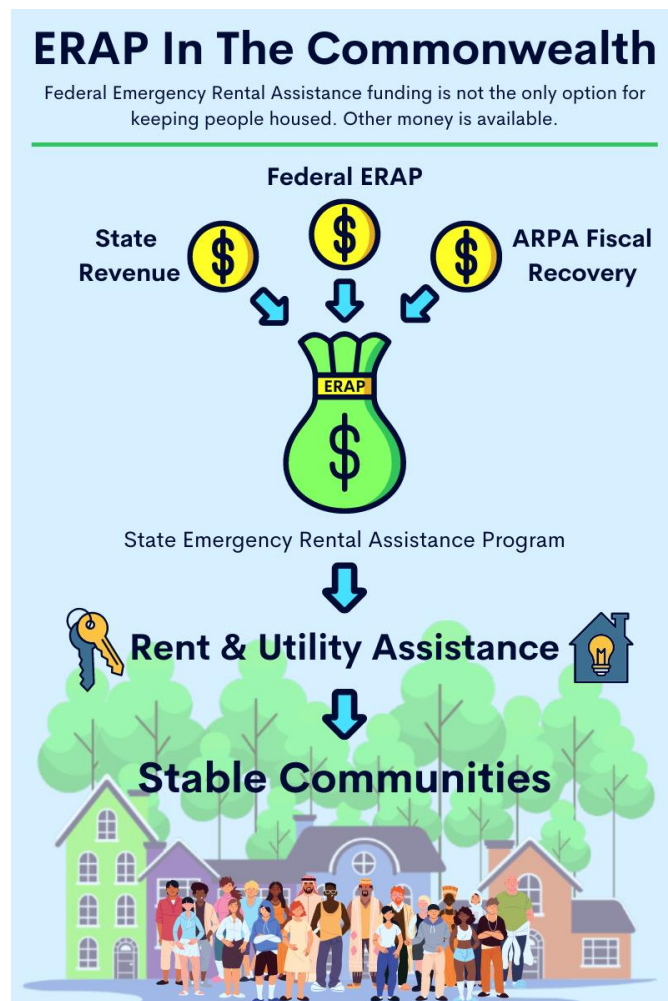 ERAP In The Commonwealth
Federal Emergency Rental Assistance funding is not the only option for
keeping people housed. Other money is available.
Federal ERAP
State
Revenue
$
$
$
ARPA Fiscal
Recovery
ERAP
$
State Emergency Rental Assistance Program
Rent & Utility Assistance
Stable Communities